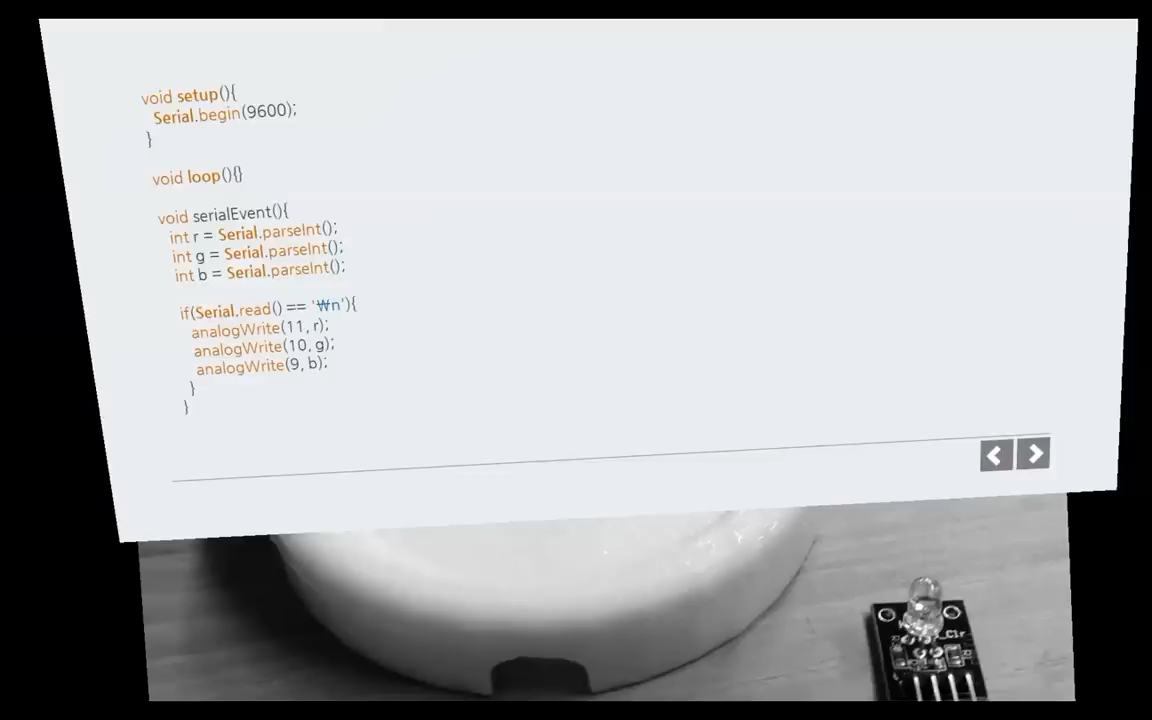 void setup(){
Serial.begin(9600);
}
void loop(){}
void serialEvent(){
int r = Serial.parseInt();
int g = Serial.parseInt();
int b = Serial.parseInt();
if(Serial.read() == '₩n'){
analogWrite(11, r);
analogWrite(10, g);
analogWrite(9, b);
}
}